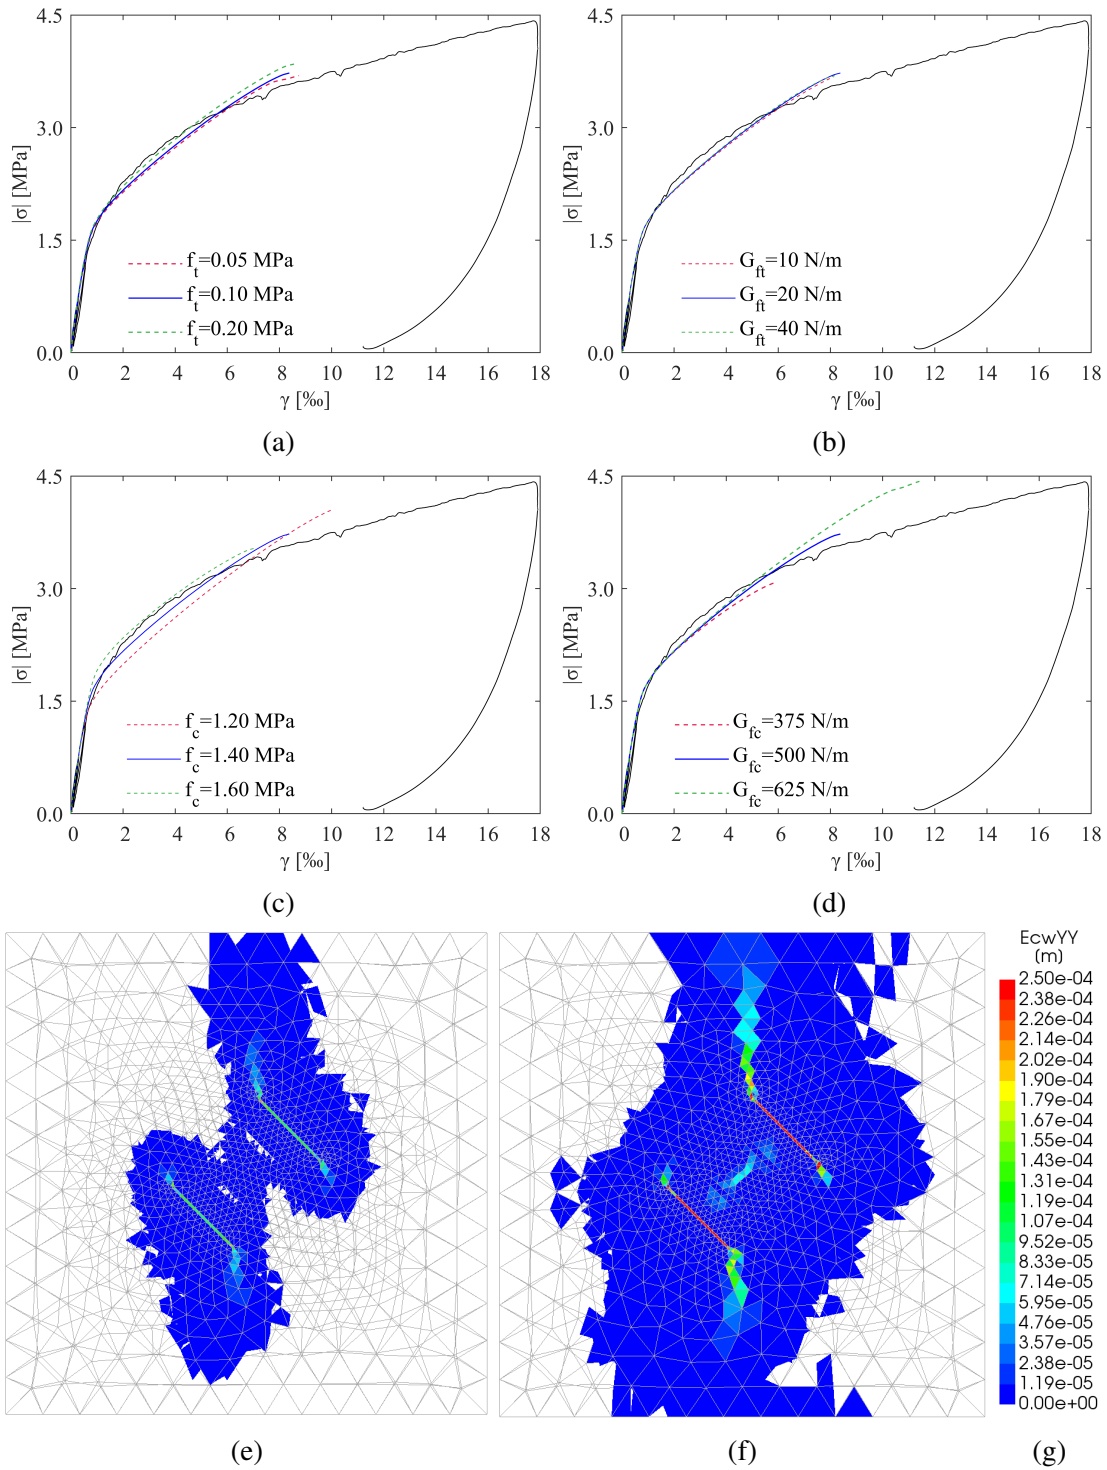 4.5
3.0
1.5
0.0
|σ| [MPa]
f_t=0.05 MPa
f_t=0.10 MPa
f_t=0.20 MPa
0 2 4 6 8 10 12 14 16 18
γ [‰]
(a)
4.5
3.0
1.5
0.0
|σ| [MPa]
G_ft=10 N/m
G_ft=20 N/m
G_ft=40 N/m
0 2 4 6 8 10 12 14 16 18
γ [‰]
(b)
4.5
3.0
1.5
0.0
|σ| [MPa]
f_c=1.20 MPa
f_c=1.40 MPa
f_c=1.60 MPa
0 2 4 6 8 10 12 14 16 18
γ [‰]
(c)
4.5
3.0
1.5
0.0
|σ| [MPa]
G_fc=375 N/m
G_fc=500 N/m
G_fc=625 N/m
0 2 4 6 8 10 12 14 16 18
γ [‰]
(d)
(e)
(f)
EcwYY
(m)
2.50e-04
2.38e-04
2.26e-04
2.14e-04
2.02e-04
1.90e-04
1.79e-04
1.67e-04
1.55e-04
1.43e-04
1.31e-04
1.19e-04
1.07e-04
9.52e-05
8.33e-05
7.14e-05
5.95e-05
4.76e-05
3.57e-05
2.38e-05
1.19e-05
0.00e+00
(g)